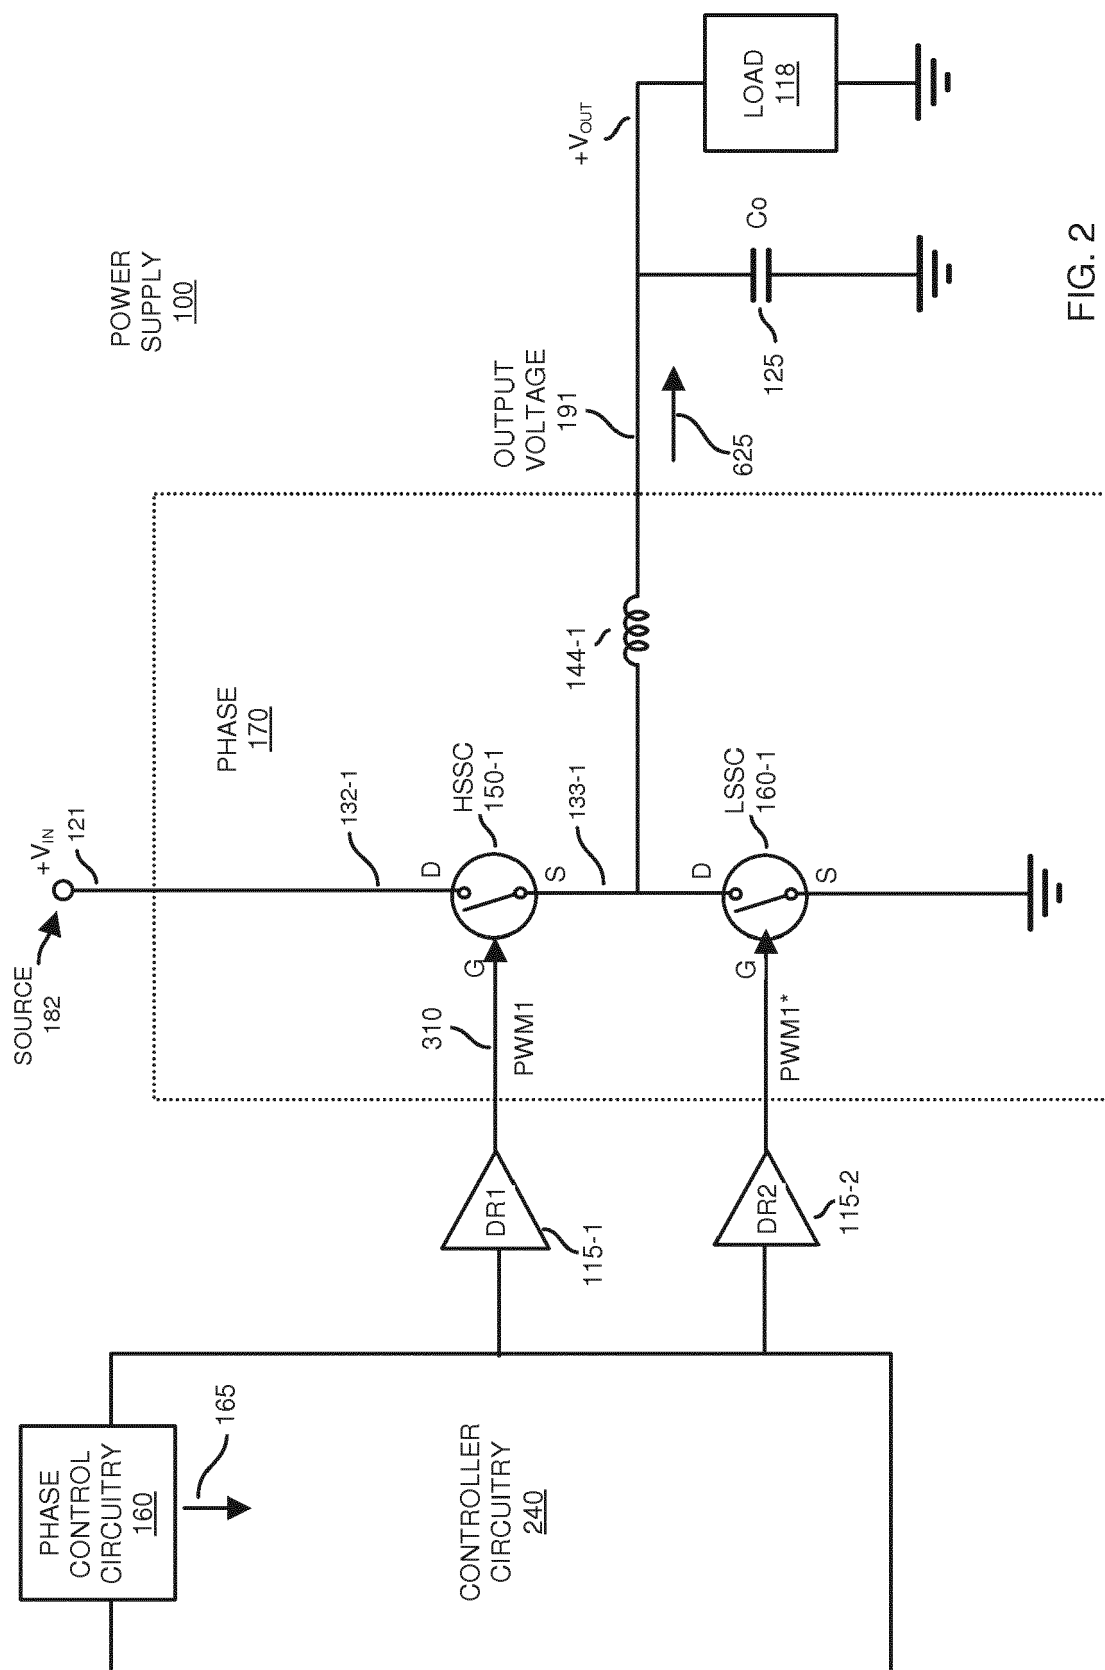 SOURCE
182
+VIN
121
POWER
SUPPLY
100
PHASE
CONTROL
CIRCUITRY
160
165
PHASE
170
132-1
CONTROLLER
CIRCUITRY
240
DR1
115-1
310
PWM1
G
D
S
HSSC
150-1
133-1
144-1
OUTPUT
VOLTAGE
191
625
+VOUT
LOAD
118
Co
125
DR2
115-2
PWM1*
G
D
S
LSSC
160-1
FIG. 2